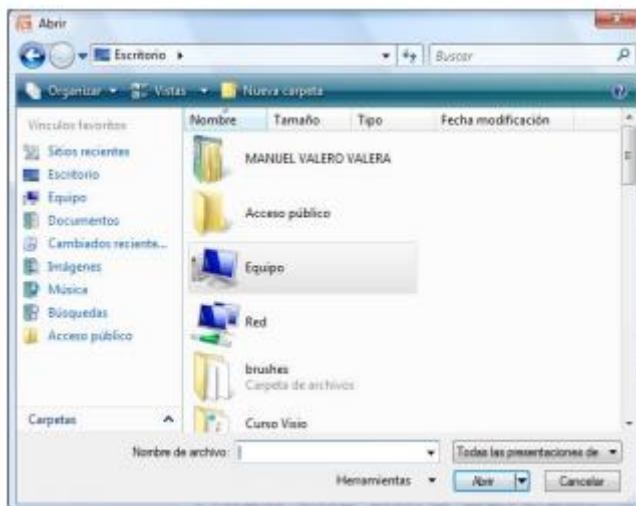 Abrir
Escritorio
Buscar
Organizar Vistas Nueva carpeta
Vínculos favoritos
Sitios recientes
Escritorio
Equipo
Documentos
Cambiados reciente...
Imágenes
Música
Búsquedas
Acceso público
Carpetas
Nombre Tamaño Tipo Fecha modificación
MANUEL VALERO VALERA
Acceso público
Equipo
Red
brushes
Carpeta de archivos
Curso Visio
Nombre de archivo:
Todas las presentaciones de
Herramientas Abrir Cancelar